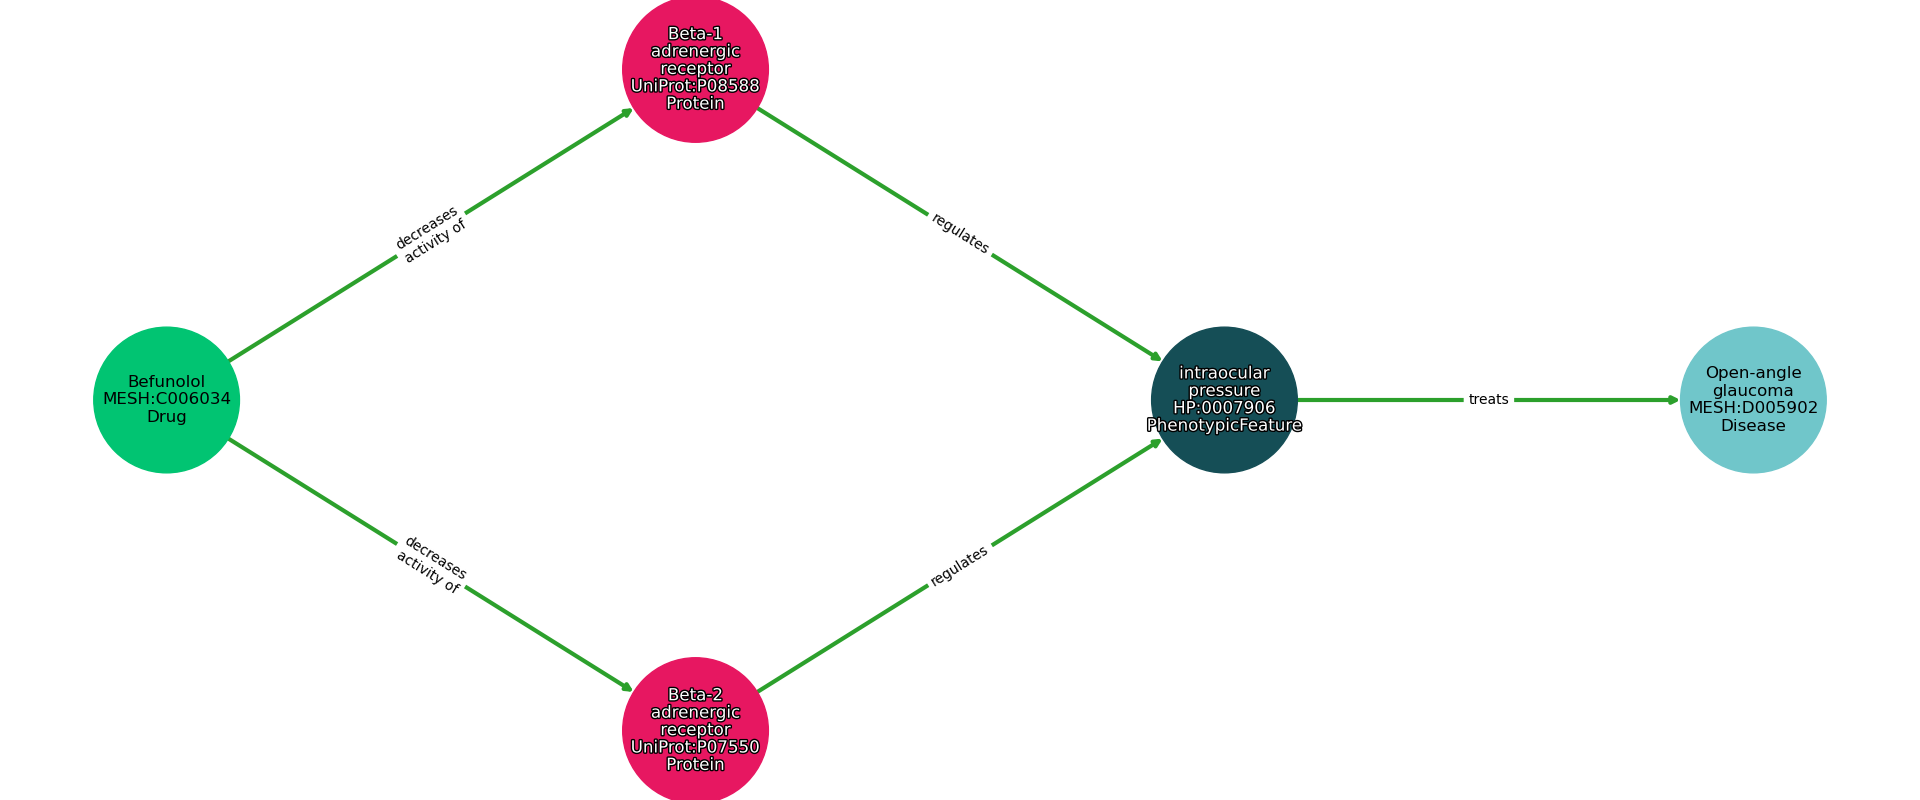 Beta-1
adrenergic
receptor
UniProt:P08588
Protein
decreases
activity of
regulates
Befunolol
MESH:C006034
Drug
intraocular
pressure
HP:0007906
PhenotypicFeature
treats
Open-angle
glaucoma
MESH:D005902
Disease
decreases
activity of
regulates
Beta-2
adrenergic
receptor
UniProt:P07550
Protein